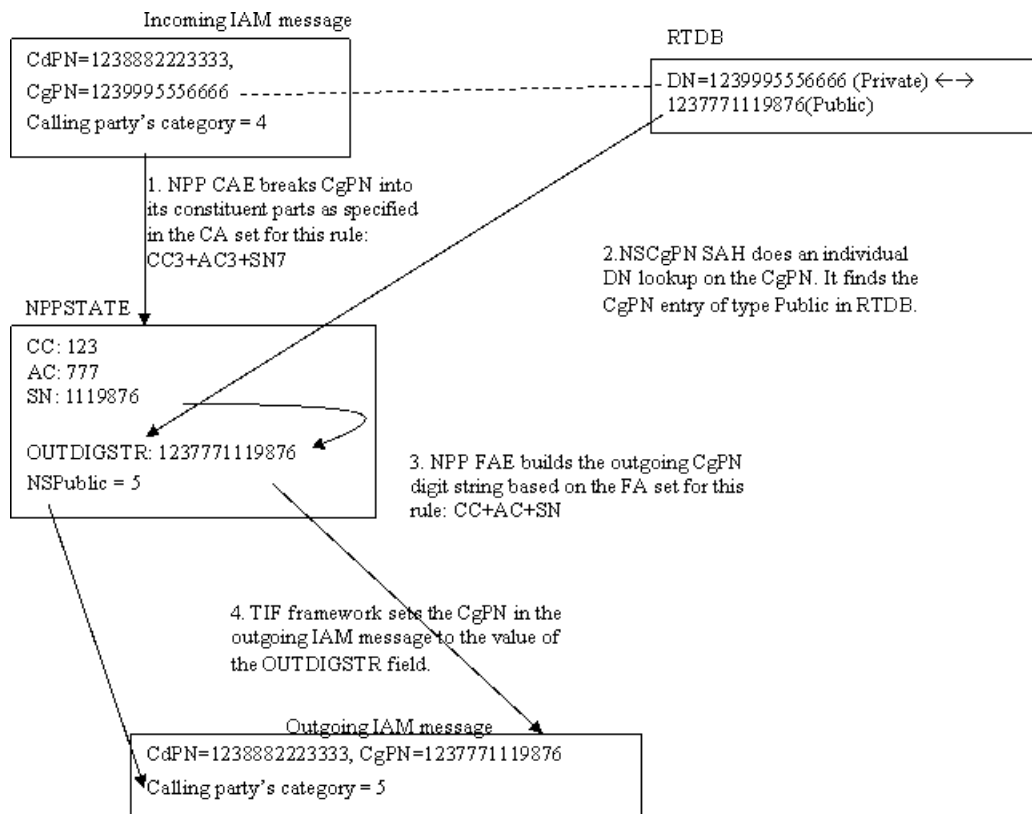 Incoming IAM message
CdPN=1238882223333,
CgPN=1239995556666
Calling party's category = 4
RTDB
DN=1239995556666 (Private) ←→
1237771119876(Public)
1. NPP CAE breaks CgPN into
its constituent parts as specified
in the CA set for this rule:
CC3+AC3+SN7
2.NSCgPN SAH does an individual
DN lookup on the CgPN. It finds the
CgPN entry of type Public in RTDB.
NPPSTATE
CC: 123
AC: 777
SN: 1119876
OUTDIGSTR: 1237771119876
NSPublic = 5
3. NPP FAE builds the outgoing CgPN
digit string based on the FA set for this
rule: CC+AC+SN
4. TIF framework sets the CgPN in the
outgoing IAM message to the value of
the OUTDIGSTR field.
Outgoing IAM message
CdPN=1238882223333, CgPN=1237771119876
Calling party's category = 5